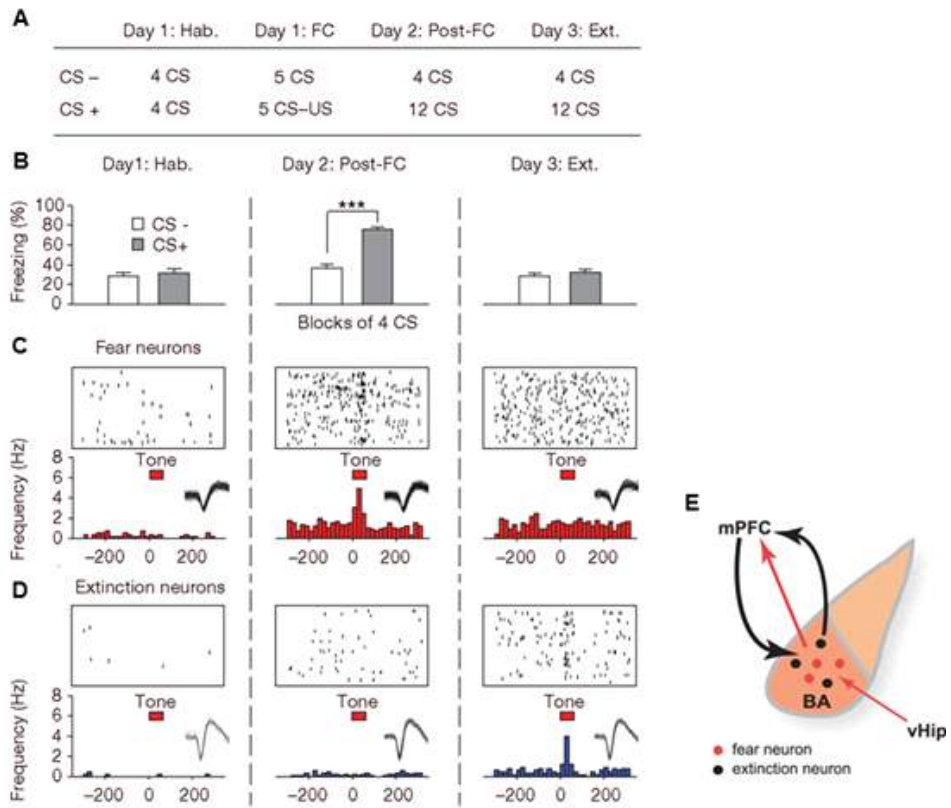 A
Day 1: Hab. Day 1: FC Day 2: Post-FC Day 3: Ext.
CS – 4 CS 5 CS 4 CS 4 CS
CS + 4 CS 5 CS–US 12 CS 12 CS
B
Day1: Hab. Day 2: Post-FC Day 3: Ext.
Freezing (%)
100
80
60
40
20
0
CS -
CS+
***
Blocks of 4 CS
C
Fear neurons
Frequency (Hz)
8
6
4
2
0
Tone Tone Tone
−200 0 200 −200 0 200 −200 0 200
D
Extinction neurons
Frequency (Hz)
8
6
4
2
0
Tone Tone Tone
−200 0 200 −200 0 200 −200 0 200
E
mPFC
BA
vHip
fear neuron
extinction neuron